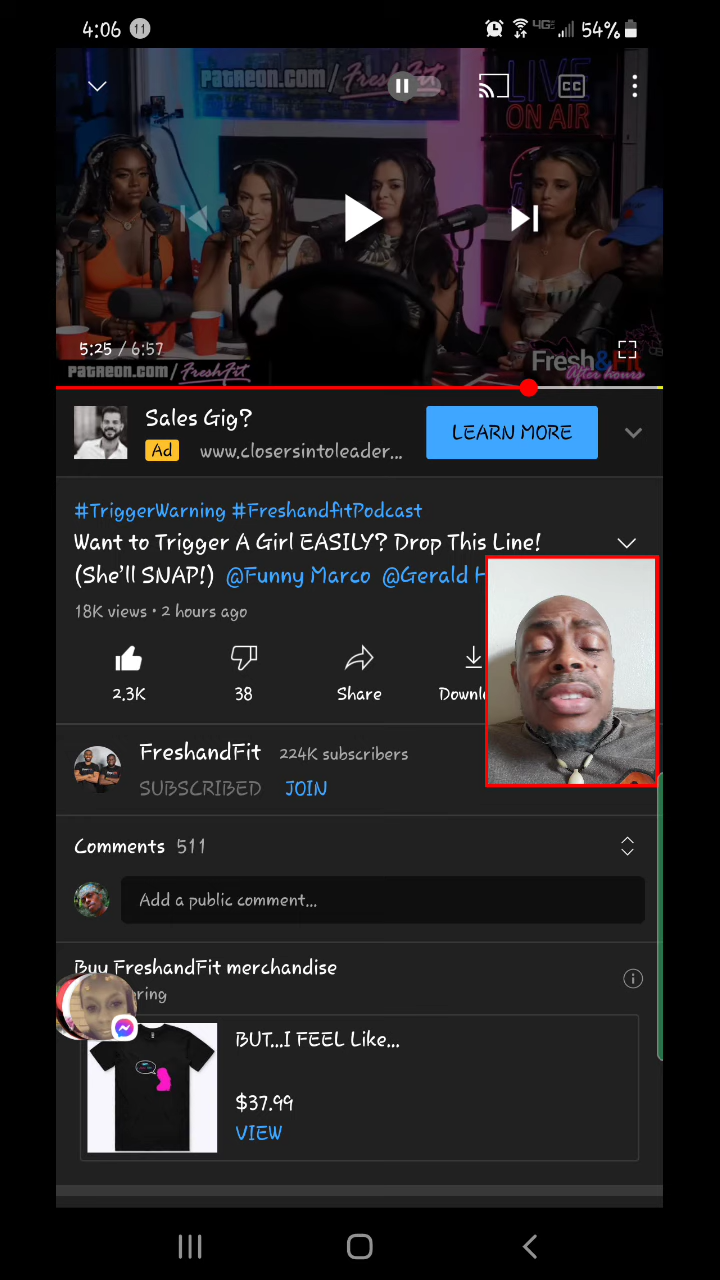 4:06 11 4GE 54%
PATREON.COM/FreshFit
LIVE
CC
ON AIR
5:25 / 6:57
PATREON.COM/FRESHFIT
Fresh&Fit
After hours
Sales Gig?
Ad www.closersintoleader...
LEARN MORE
#TriggerWarning #FreshandfitPodcast
Want to Trigger A Girl EASILY? Drop This Line!
(She'll SNAP!) @Funny Marco @Gerald H
18K views • 2 hours ago
2.3K 38 Share Downl
FreshandFit 224K subscribers
SUBSCRIBED JOIN
Comments 511
Add a public comment...
Buy FreshandFit merchandise
ring
BUT...I FEEL Like...
$37.99
VIEW